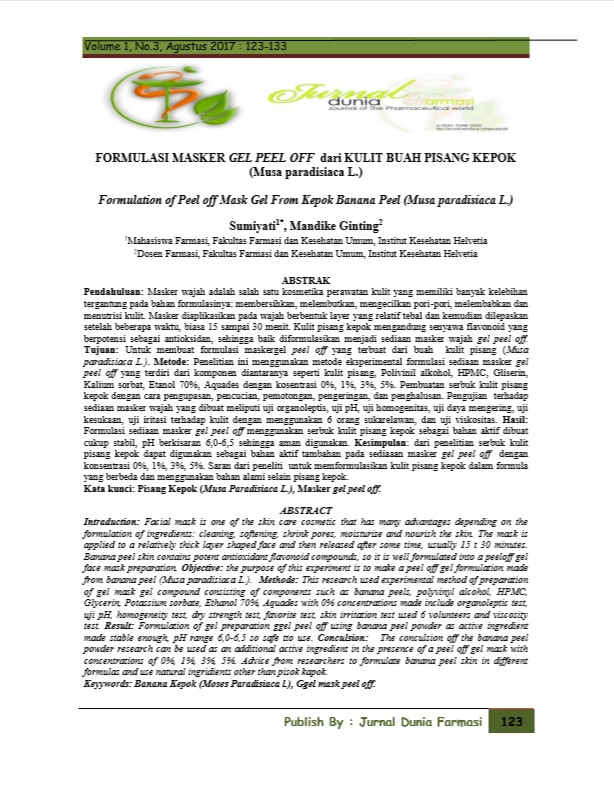 Volume 1, No.3, Agustus 2017 : 123-133
Jurnal
dunia Farmasi
Journal of The Pharmaceutical world
FORMULASI MASKER GEL PEEL OFF dari KULIT BUAH PISANG KEPOK
(Musa paradisiaca L.)
Formulation of Peel off Mask Gel From Kepok Banana Peel (Musa paradisiaca L.)
Sumiyati1*, Mandike Ginting2
1Mahasiswa Farmasi, Fakultas Farmasi dan Kesehatan Umum, Institut Kesehatan Helvetia
2Dosen Farmasi, Fakultas Farmasi dan Kesehatan Umum, Institut Kesehatan Helvetia
ABSTRAK
Pendahuluan: Masker wajah adalah salah satu kosmetika perawatan kulit yang memiliki banyak kelebihan
tergantung pada bahan formulasinya: membersihkan, melembutkan, mengecilkan pori-pori, melembabkan dan
menutrisi kulit. Masker diaplikasikan pada wajah berbentuk layer yang relatif tebal dan kemudian dilepaskan
setelah beberapa waktu, biasa 15 sampai 30 menit. Kulit pisang kepok mengandung senyawa flavonoid yang
berpotensi sebagai antioksidan, sehingga baik diformulasikan menjadi sediaan masker wajah gel peel off.
Tujuan: Untuk membuat formulasi maskergel peel off yang terbuat dari buah kulit pisang (Musa
paradisiaca L.). Metode: Penelitian ini menggunakan metode eksperimental formulasi sediaan masker gel
peel off yang terdiri dari komponen diantaranya seperti kulit pisang, Polivinil alkohol, HPMC, Gliserin,
Kalium sorbat, Etanol 70%, Aquades dengan kosentrasi 0%, 1%, 3%, 5%. Pembuatan serbuk kulit pisang
kepok dengan cara pengupasan, pencucian, pemotongan, pengeringan, dan penghalusan. Pengujian terhadap
sediaan masker wajah yang dibuat meliputi uji organoleptis, uji pH, uji homogenitas, uji daya mengering, uji
kesukaan, uji iritasi terhadap kulit dengan menggunakan 6 orang sukarelawan, dan uji viskositas. Hasil:
Formulasi sediaan masker gel peel off menggunakan serbuk kulit pisang kepok sebagai bahan aktif dibuat
cukup stabil, pH berkisaran 6,0-6,5 sehingga aman digunakan. Kesimpulan: dari penelitian serbuk kulit
pisang kepok dapat digunakan sebagai bahan aktif tambahan pada sediaaan masker gel peel off dengan
konsentrasi 0%, 1%, 3%, 5%. Saran dari peneliti untuk memformulasikan kulit pisang kepok dalam formula
yang berbeda dan menggunakan bahan alami selain pisang kepok.
Kata kunci: Pisang Kepok (Musa Paradisiaca L.), Masker gel peel off.
ABSTRACT
Intraduction: Facial mask is one of the skin care cosmetic that has many advantages depending on the
formulation of ingredients: cleaning, softening, shrink pores, moisturize and nourish the skin. The mask is
applied to a relatively thick layer shaped face and then released after some time, usually 15 t 30 minutes.
Banana peel skin contains potent antioxidant flavonoid compounds, so it is well formulated into a peeloff gel
face mask preparation. Objective: the purpose of this experiment is to make a peel off gel formulation made
from banana peel (Musa paradisiaca L.). Methode: This research used experimental method of preparation
of gel mask gel compound consisting of components such as banana peels, polyvinyl alcohol, HPMC,
Glycerin, Potassium sorbate, Ethanol 70%, Aquades with 0% concentrations made include organoleptic test,
uji pH, homogeneity test, dry strength test, favorite test, skin irritation test used 6 volunteers and viscosity
test. Result: Formulation of gel preparation ggel peel off using banana peel powder as active ingredient
made stable enough, pH range 6,0-6,5 so safe tto use. Conculsion: The conculsion off the banana peel
powder research can be used as an additional active ingredient in the presence of a peel off gel mask with
concentrations of 0%, 1%, 3%, 5%. Advice from researchers to formulate banana peel skin in different
formulas and use natural ingridients other than pisok kapok.
Keyywords: Banana Kepok (Moses Paradisiaca L), Ggel mask peel off.
Publish By : Jurnal Dunia Farmasi 123